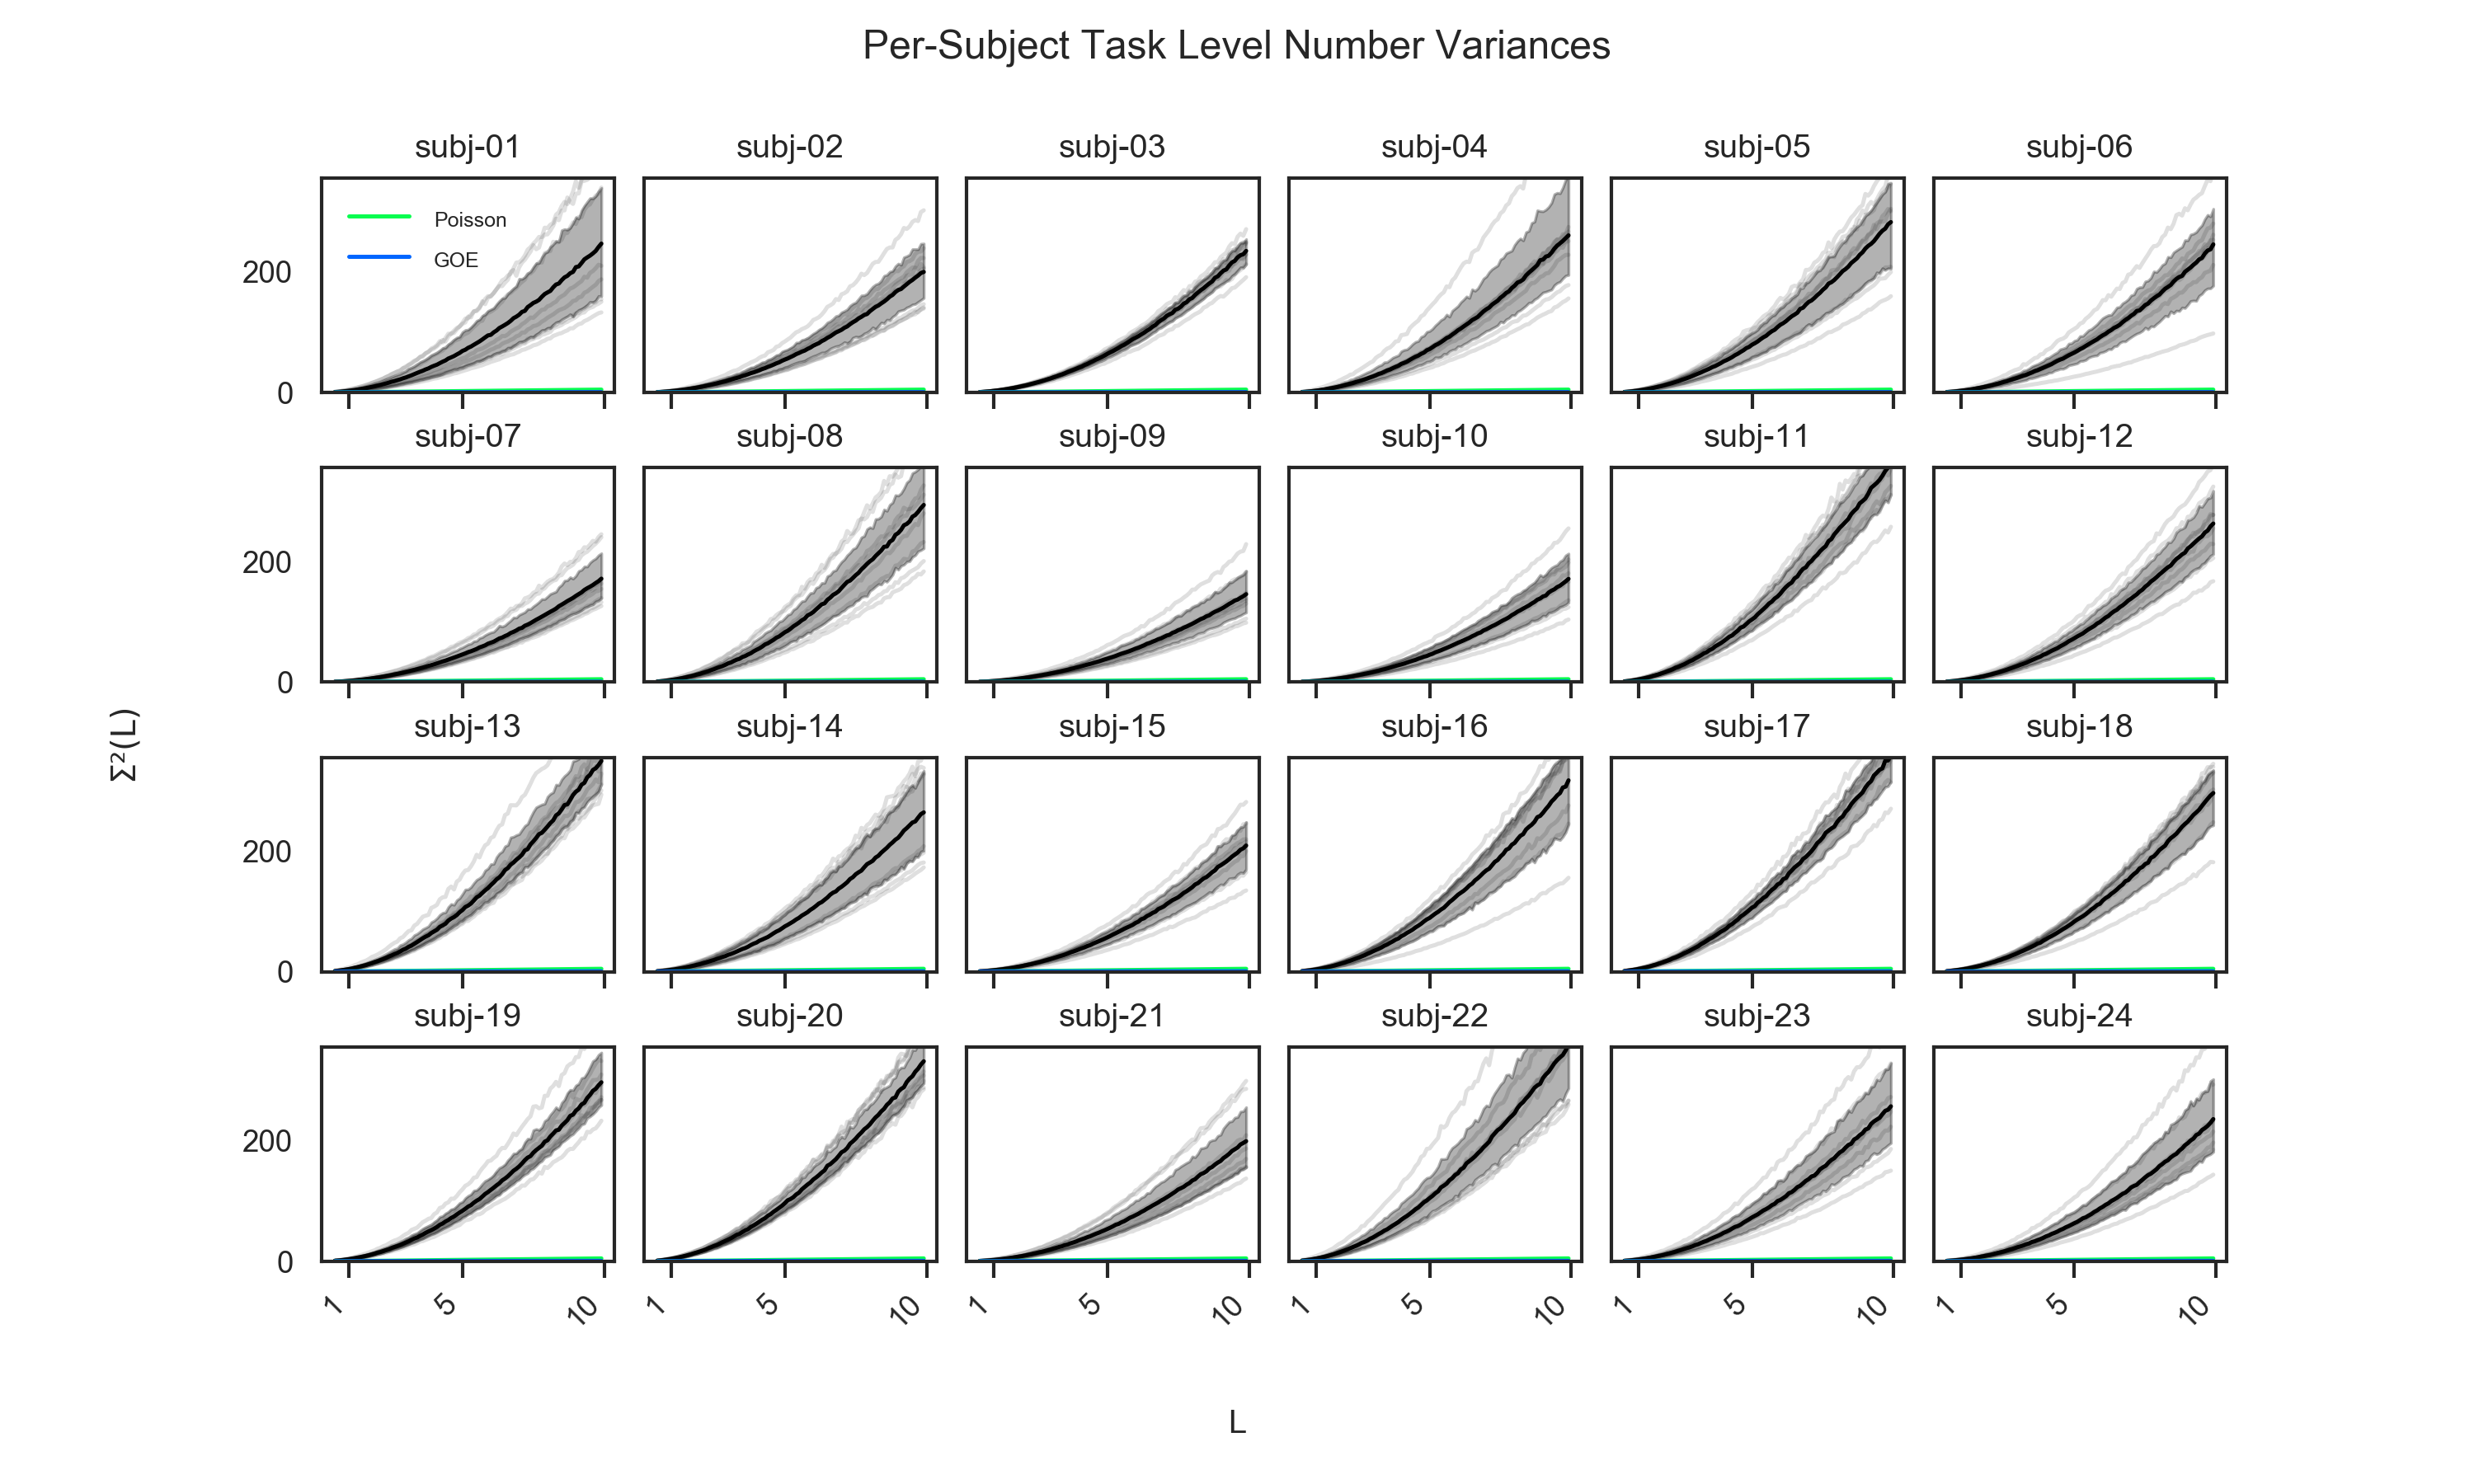 Per-Subject Task Level Number Variances
subj-01 subj-02 subj-03 subj-04 subj-05 subj-06
Poisson
GOE
200
0
subj-07 subj-08 subj-09 subj-10 subj-11 subj-12
200
0
subj-13 subj-14 subj-15 subj-16 subj-17 subj-18
200
0
Σ²(L)
subj-19 subj-20 subj-21 subj-22 subj-23 subj-24
200
0
1 5 10 1 5 10 1 5 10 1 5 10 1 5 10 1 5 10
L